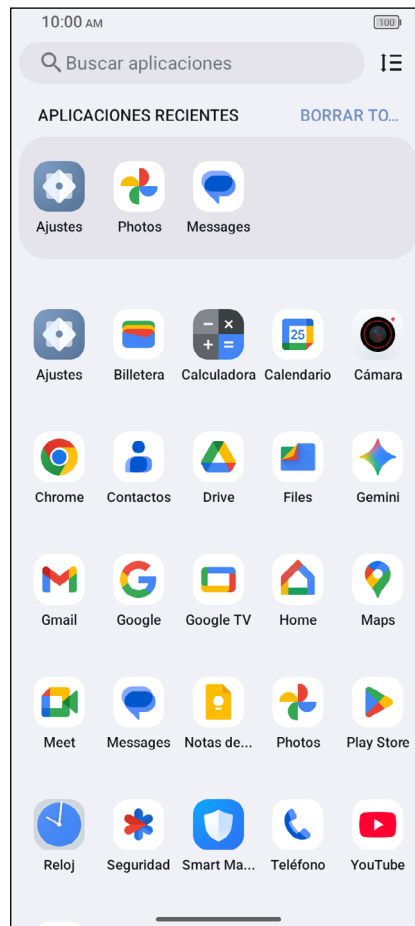 10:00 AM
100
Buscar aplicaciones
APLICACIONES RECIENTES BORRAR TO...
Ajustes Photos Messages
25
Ajustes Billetera Calculadora Calendario Cámara
Chrome Contactos Drive Files Gemini
Gmail Google Google TV Home Maps
Meet Messages Notas de... Photos Play Store
Reloj Seguridad Smart Ma... Teléfono YouTube